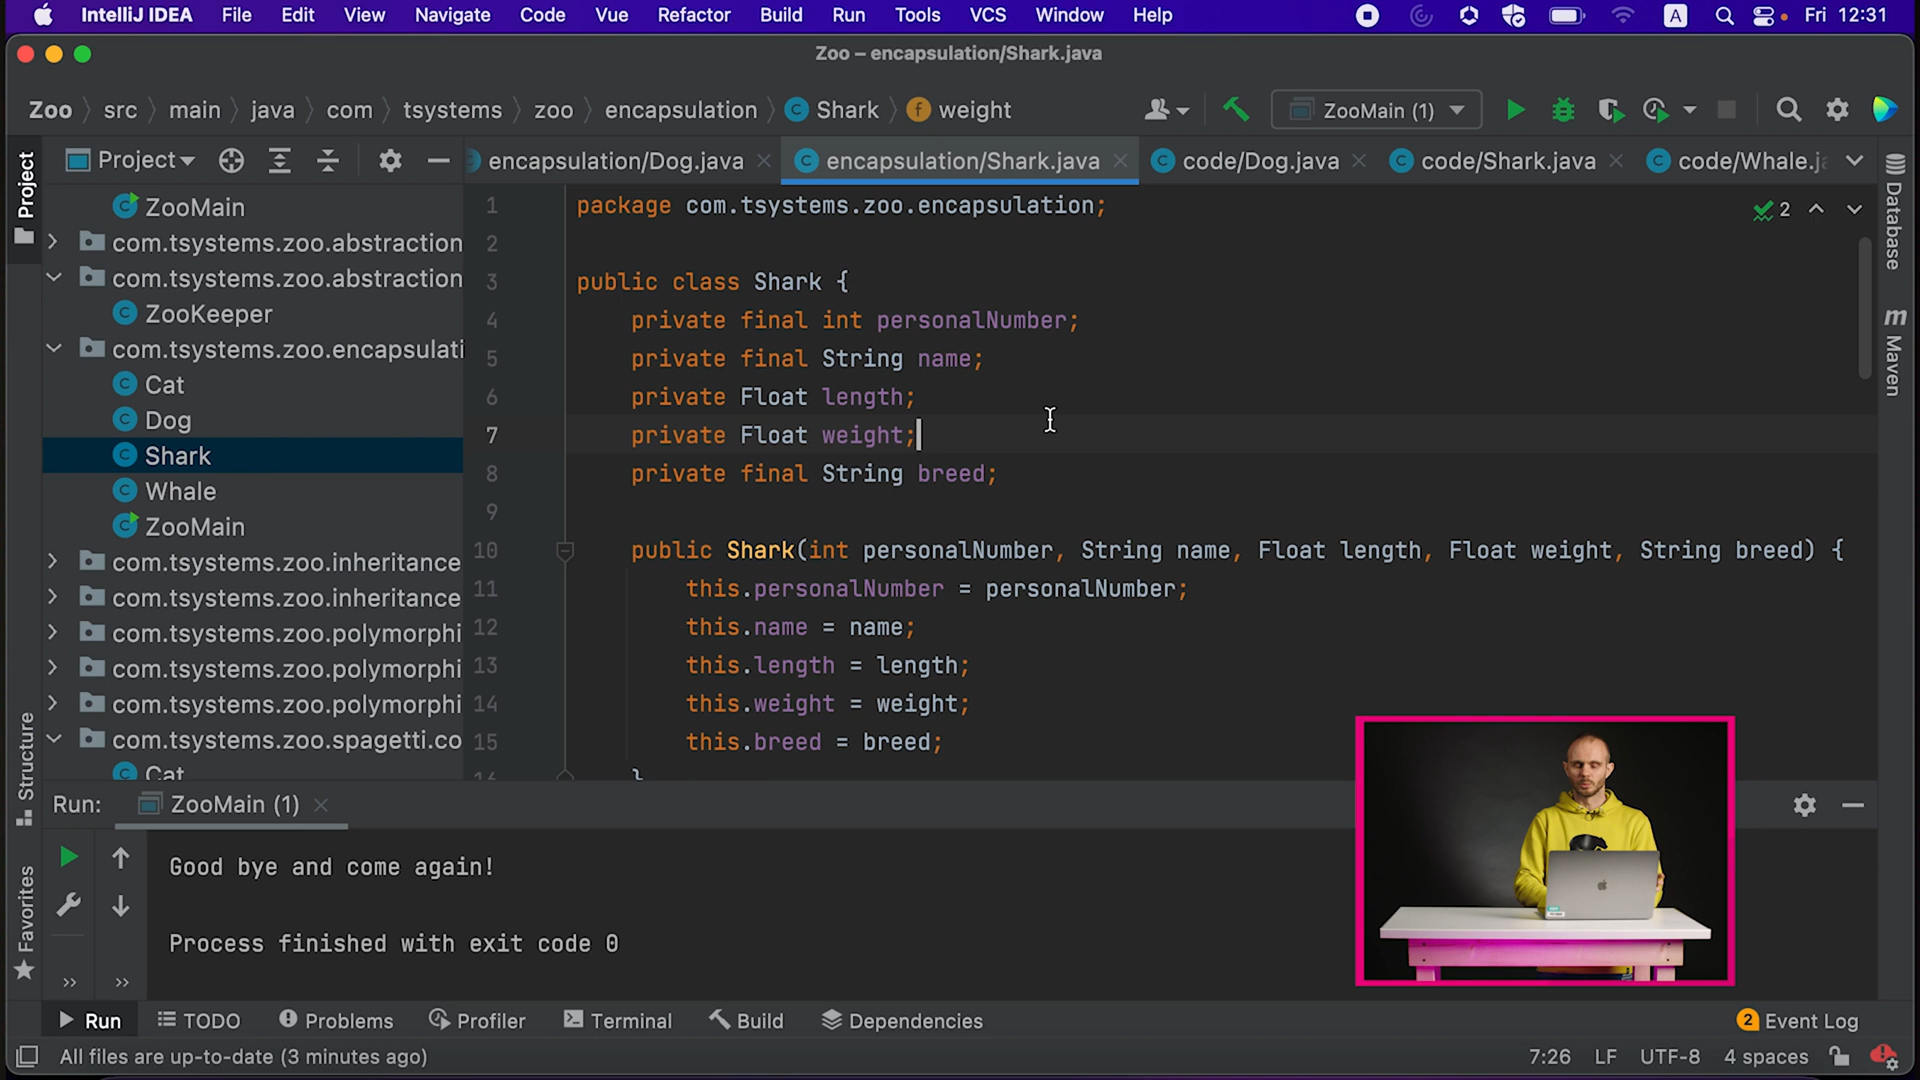 IntelliJ IDEA File Edit View Navigate Code Vue Refactor Build Run Tools VCS Window Help A Fri 12:31
Zoo – encapsulation/Shark.java
Zoo src main java com tsystems zoo encapsulation C Shark f weight ZooMain (1)
Project encapsulation/Dog.java C encapsulation/Shark.java C code/Dog.java C code/Shark.java C code/Whale.ja
Project
Structure
Favorites
C ZooMain
com.tsystems.zoo.abstraction
com.tsystems.zoo.abstraction
C ZooKeeper
com.tsystems.zoo.encapsulati
C Cat
C Dog
C Shark
C Whale
C ZooMain
com.tsystems.zoo.inheritance
com.tsystems.zoo.inheritance
com.tsystems.zoo.polymorphi
com.tsystems.zoo.polymorphi
com.tsystems.zoo.polymorphi
com.tsystems.zoo.spagetti.co
C Cat
1 package com.tsystems.zoo.encapsulation;
2
3 public class Shark {
4 private final int personalNumber;
5 private final String name;
6 private Float length;
7 private Float weight;
8 private final String breed;
9
10 public Shark(int personalNumber, String name, Float length, Float weight, String breed) {
11 this.personalNumber = personalNumber;
12 this.name = name;
13 this.length = length;
14 this.weight = weight;
15 this.breed = breed;
16 }
2
Database
m Maven
Run: ZooMain (1)
Good bye and come again!
Process finished with exit code 0
Run TODO Problems Profiler Terminal Build Dependencies 2 Event Log
All files are up-to-date (3 minutes ago) 7:26 LF UTF-8 4 spaces